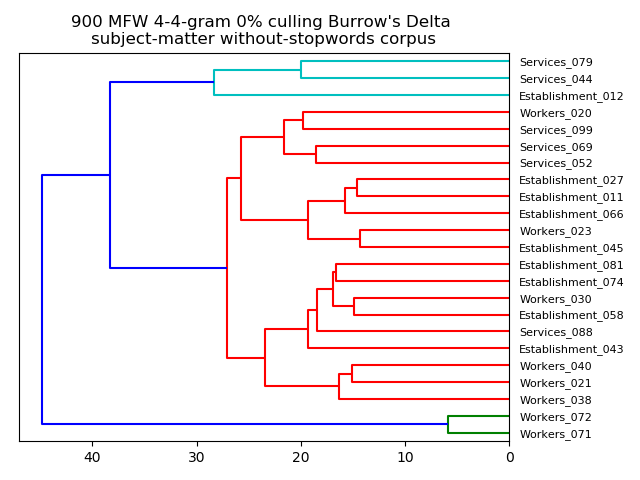 900 MFW 4-4-gram 0% culling Burrow's Delta
subject-matter without-stopwords corpus
Services_079
Services_044
Establishment_012
Workers_020
Services_099
Services_069
Services_052
Establishment_027
Establishment_011
Establishment_066
Workers_023
Establishment_045
Establishment_081
Establishment_074
Workers_030
Establishment_058
Services_088
Establishment_043
Workers_040
Workers_021
Workers_038
Workers_072
Workers_071
40 30 20 10 0